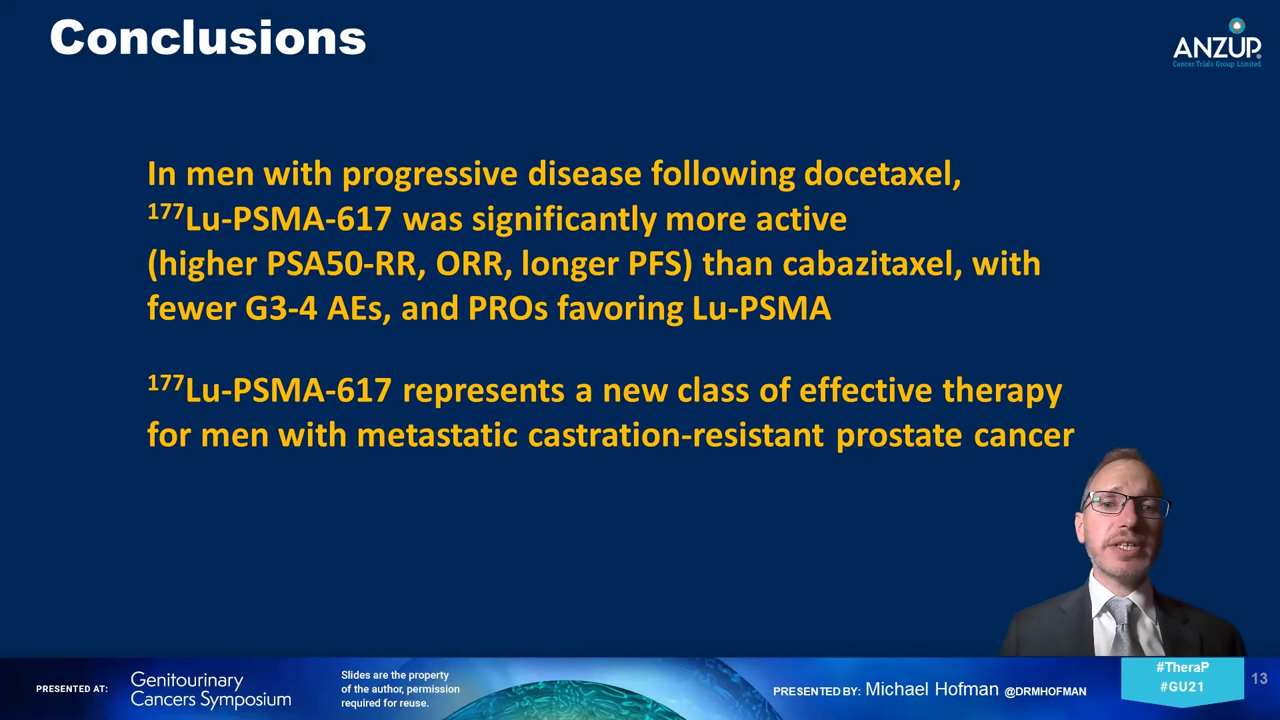 Conclusions
ANZUP
Cancer Trials Group Limited
In men with progressive disease following docetaxel,
¹⁷⁷Lu-PSMA-617 was significantly more active
(higher PSA50-RR, ORR, longer PFS) than cabazitaxel, with
fewer G3-4 AEs, and PROs favoring Lu-PSMA
¹⁷⁷Lu-PSMA-617 represents a new class of effective therapy
for men with metastatic castration-resistant prostate cancer
PRESENTED AT:
Genitourinary
Cancers Symposium
Slides are the property
of the author, permission
required for reuse.
PRESENTED BY: Michael Hofman @DRMHOFMAN
#TheraP
#GU21
13